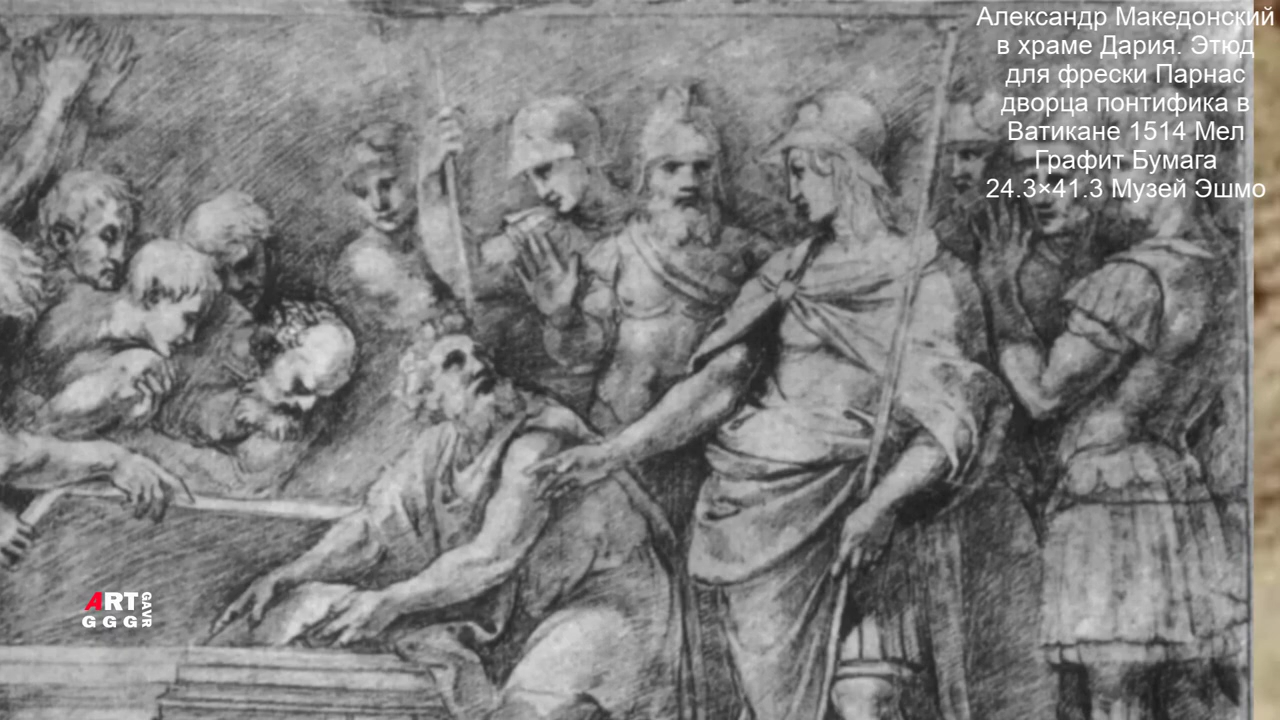 Александр Македонский
в храме Дария. Этюд
для фрески Парнас
дворца понтифика в
Ватикане 1514 Мел
Графит Бумага
24.3×41.3 Музей Эшмо
ART GAVR
GGG